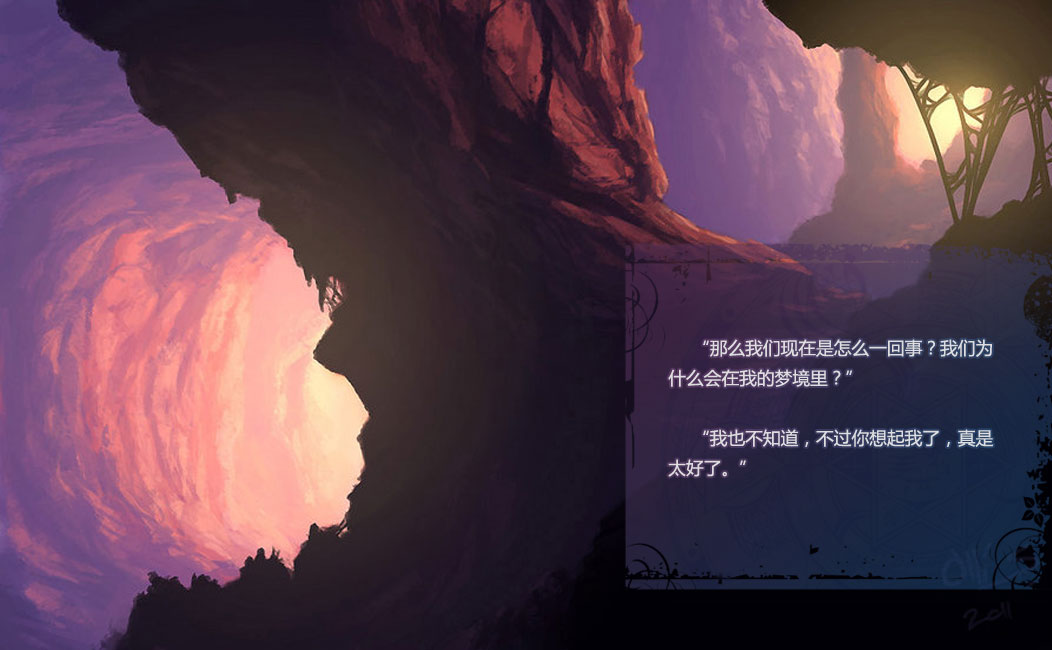 “那么我们现在是怎么一回事？我们为
什么会在我的梦境里？”
“我也不知道，不过你想起我了，真是
太好了。”
2011